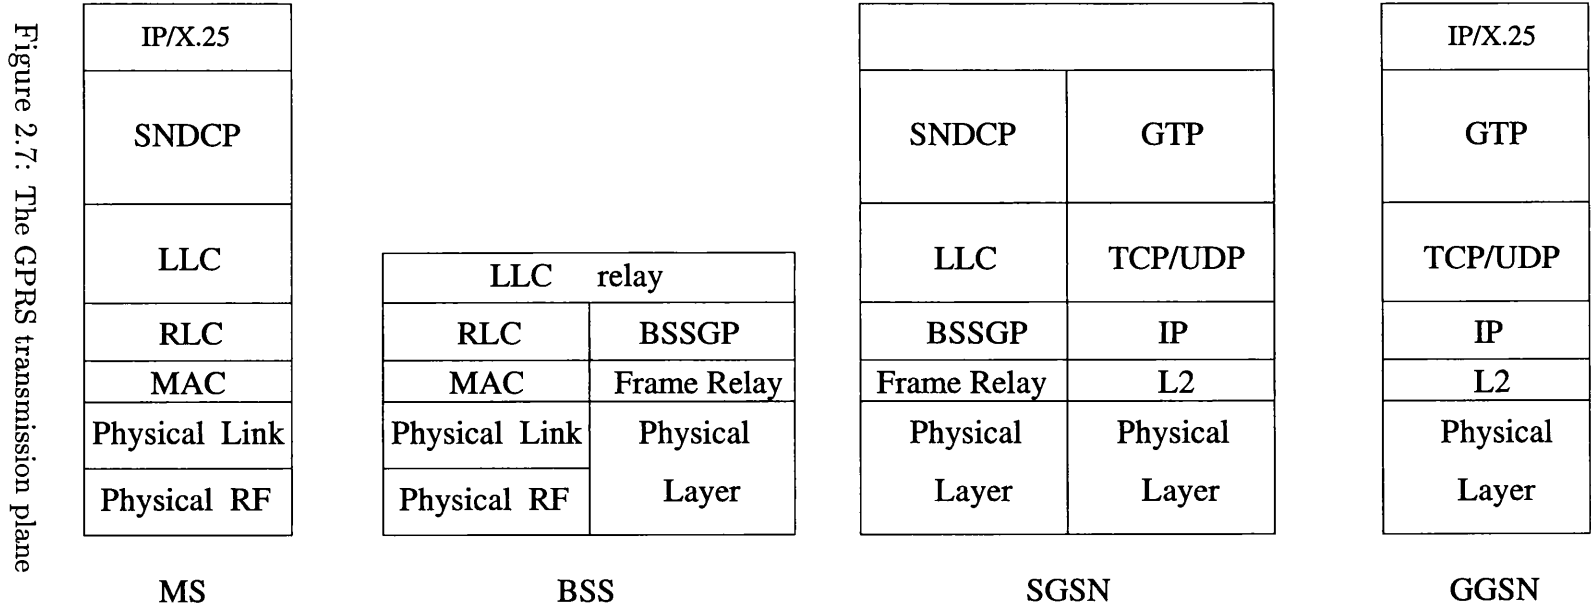 Figure 2.7: The GPRS transmission plane
IP/X.25
SNDCP
LLC
RLC
MAC
Physical Link
Physical RF
MS
LLC relay
RLC
BSSGP
MAC
Frame Relay
Physical Link
Physical
Layer
Physical RF
BSS
SNDCP
GTP
LLC
TCP/UDP
BSSGP
IP
Frame Relay
L2
Physical
Layer
Physical
Layer
SGSN
IP/X.25
GTP
TCP/UDP
IP
L2
Physical
Layer
GGSN